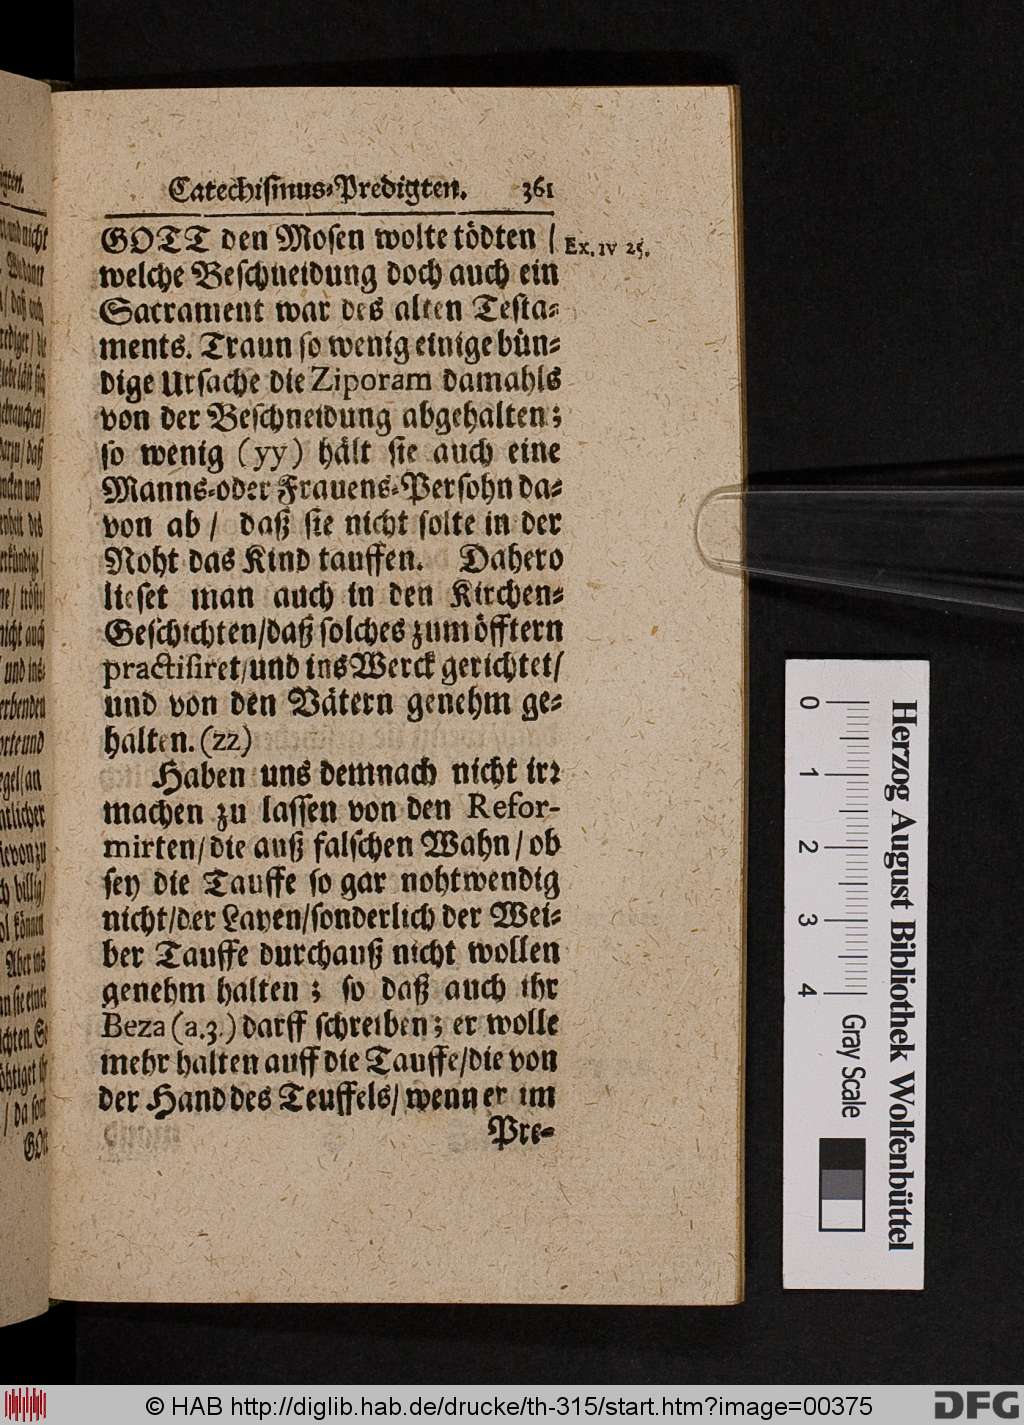 Catechismus-Predigten. 361
GOTT den Mosen wolte tödten / Ex. IV 25.
welche Beschneidung doch auch ein
Sacrament war des alten Testa-
ments. Traun so wenig einige bün-
dige Ursache die Ziporam damahls
von der Beschneidung abgehalten;
so wenig (yy) hält sie auch eine
Manns-oder Frauens-Persohn da-
von ab / daß sie nicht solte in der
Noht das Kind tauffen. Dahero
lieset man auch in den Kirchen-
Geschichten/daß solches zum öfftern
practisiret/und ins Werck gerichtet/
und von den Vätern genehm ge-
halten. (zz)
Haben uns demnach nicht irr
machen zu lassen von den Refor-
mirten/die auß falschen Wahn / ob
sey die Tauffe so gar nohtwendig
nicht/der Layen/sonderlich der Wei-
ber Tauffe durchauß nicht wollen
genehm halten ; so daß auch ihr
Beza (a.3.) darff schreiben; er wolle
mehr halten auff die Tauffe/die von
der Hand des Teuffels/ wenn er im
Pre-
0 1 2 3 4 Gray Scale
Herzog August Bibliothek Wolfenbüttel
© HAB http://diglib.hab.de/drucke/th-315/start.htm?image=00375
DFG